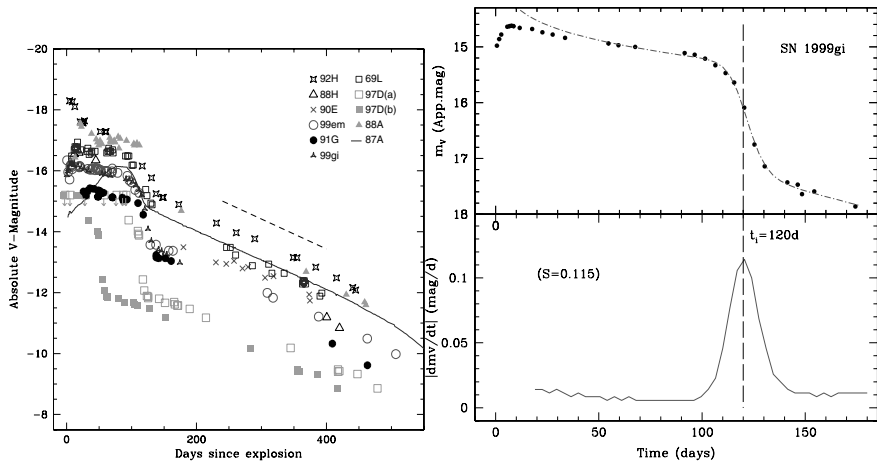 Absolute V-Magnitude
-20
-18
-16
-14
-12
-10
-8
0
200
400
Days since explosion
92H
88H
90E
99em
91G
99gi
69L
97D(a)
97D(b)
88A
87A
m_v (App.mag)
15
16
17
18
SN 1999gi
0
t_i=120d
|dm_v/dt| (mag/d)
0.1
0.05
0
(S=0.115)
0
50
100
150
Time (days)